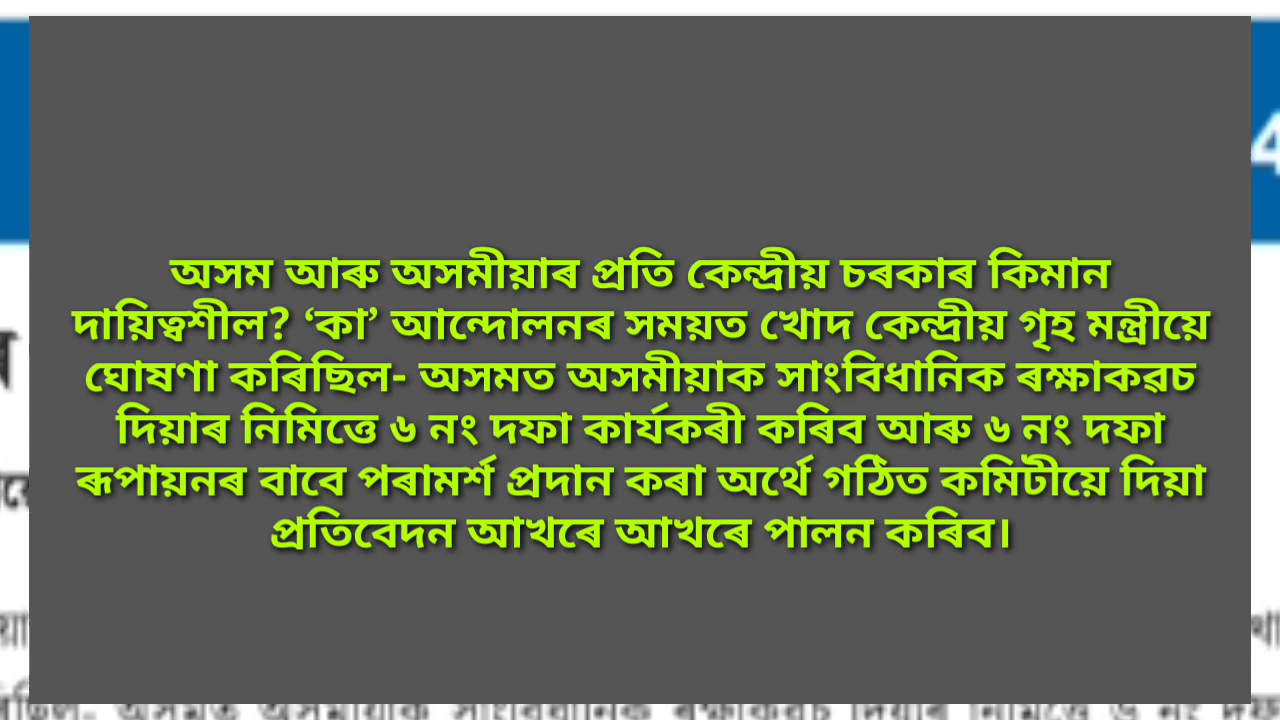 অসম আৰু অসমীয়াৰ প্ৰতি কেন্দ্ৰীয় চৰকাৰ কিমান
দায়িত্বশীল? ‘কা’ আন্দোলনৰ সময়ত খোদ কেন্দ্ৰীয় গৃহ মন্ত্ৰীয়ে
ঘোষণা কৰিছিল- অসমত অসমীয়াক সাংবিধানিক ৰক্ষাকৱচ
দিয়াৰ নিমিত্তে ৬ নং দফা কাৰ্যকৰী কৰিব আৰু ৬ নং দফা
ৰূপায়নৰ বাবে পৰামৰ্শ প্ৰদান কৰা অৰ্থে গঠিত কমিটীয়ে দিয়া
প্ৰতিবেদন আখৰে আখৰে পালন কৰিব।